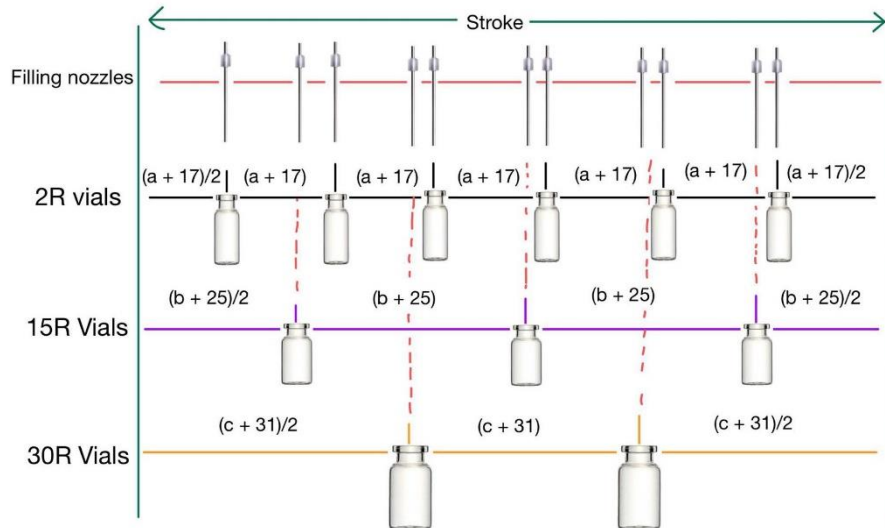 Stroke
Filling nozzles
(a + 17)/2 (a + 17) (a + 17) (a + 17) (a + 17) (a + 17) (a + 17)/2
2R vials
(b + 25)/2 (b + 25) (b + 25) (b + 25)/2
15R Vials
(c + 31)/2 (c + 31) (c + 31)/2
30R Vials